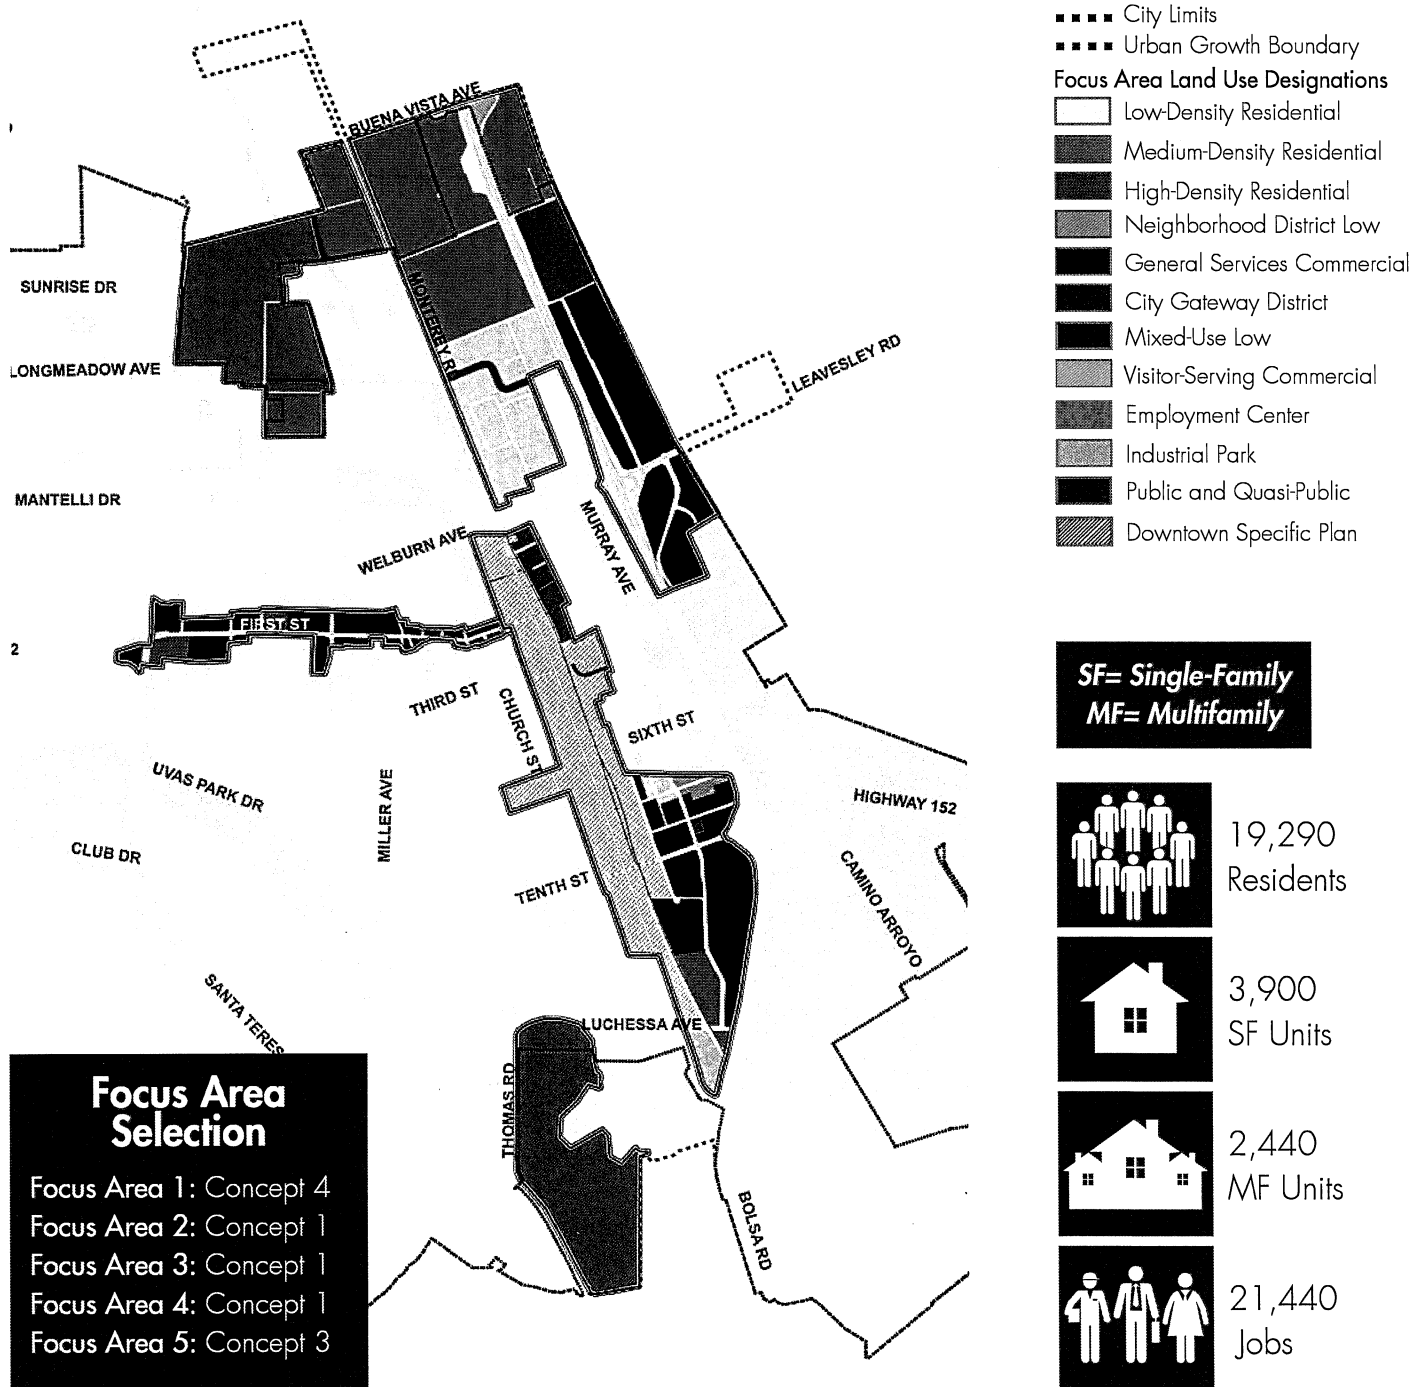 City Limits
Urban Growth Boundary
Focus Area Land Use Designations
Low-Density Residential
Medium-Density Residential
High-Density Residential
Neighborhood District Low
General Services Commercial
City Gateway District
Mixed-Use Low
Visitor-Serving Commercial
Employment Center
Industrial Park
Public and Quasi-Public
Downtown Specific Plan
BUENA VISTA AVE
SUNRISE DR
MONTEREY RD
LONGMEADOW AVE
LEAVESLEY RD
MANTELLI DR
WELBURN AVE
MURRAY AVE
FIRST ST
2
THIRD ST
CHURCH ST
SIXTH ST
UVAS PARK DR
MILLER AVE
HIGHWAY 152
CLUB DR
CAMINO ARROYO
TENTH ST
SANTA TERES
LUCHESSA AVE
THOMAS RD
BOLSA RD
SF= Single-Family
MF= Multifamily
19,290
Residents
3,900
SF Units
2,440
MF Units
21,440
Jobs
Focus Area
Selection
Focus Area 1: Concept 4
Focus Area 2: Concept 1
Focus Area 3: Concept 1
Focus Area 4: Concept 1
Focus Area 5: Concept 3